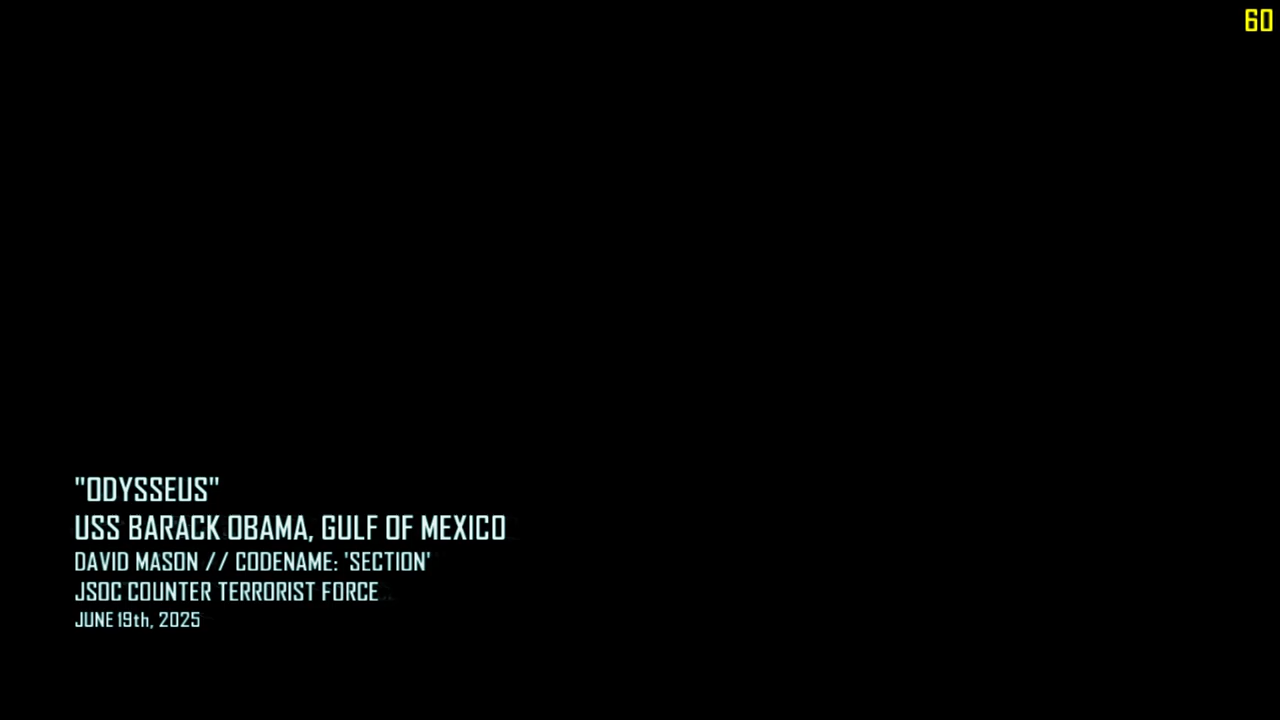 60
"ODYSSEUS"
USS BARACK OBAMA, GULF OF MEXICO
DAVID MASON // CODENAME: 'SECTION'
JSOC COUNTER TERRORIST FORCE
JUNE 19th, 2025